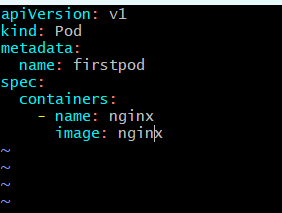 apiVersion: v1
kind: Pod
metadata:
  name: firstpod
spec:
  containers:
    - name: nginx
      image: nginx
~
~
~
~